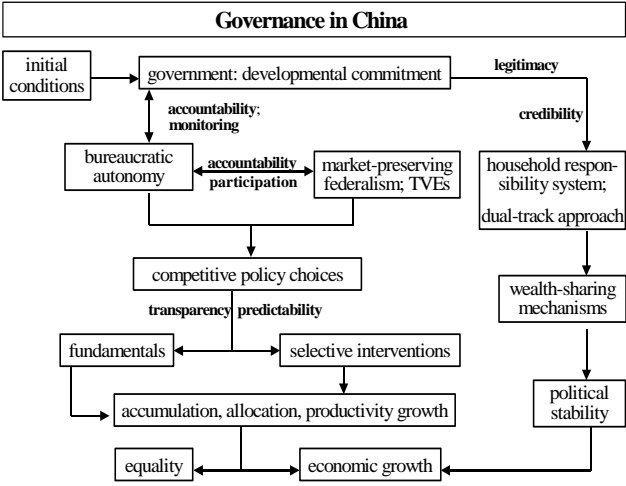 Governance in China
initial
conditions
government: developmental commitment
legitimacy
accountability;
monitoring
credibility
bureaucratic
autonomy
accountability
participation
market-preserving
federalism; TVEs
household respon-
sibility system;
dual-track approach
competitive policy choices
transparency predictability
wealth-sharing
mechanisms
fundamentals
selective interventions
accumulation, allocation, productivity growth
political
stability
equality
economic growth